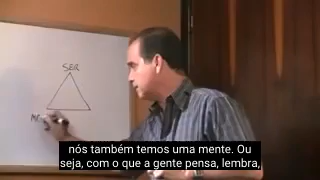 SER
nós também temos uma mente. Ou
seja, com o que a gente pensa, lembra,